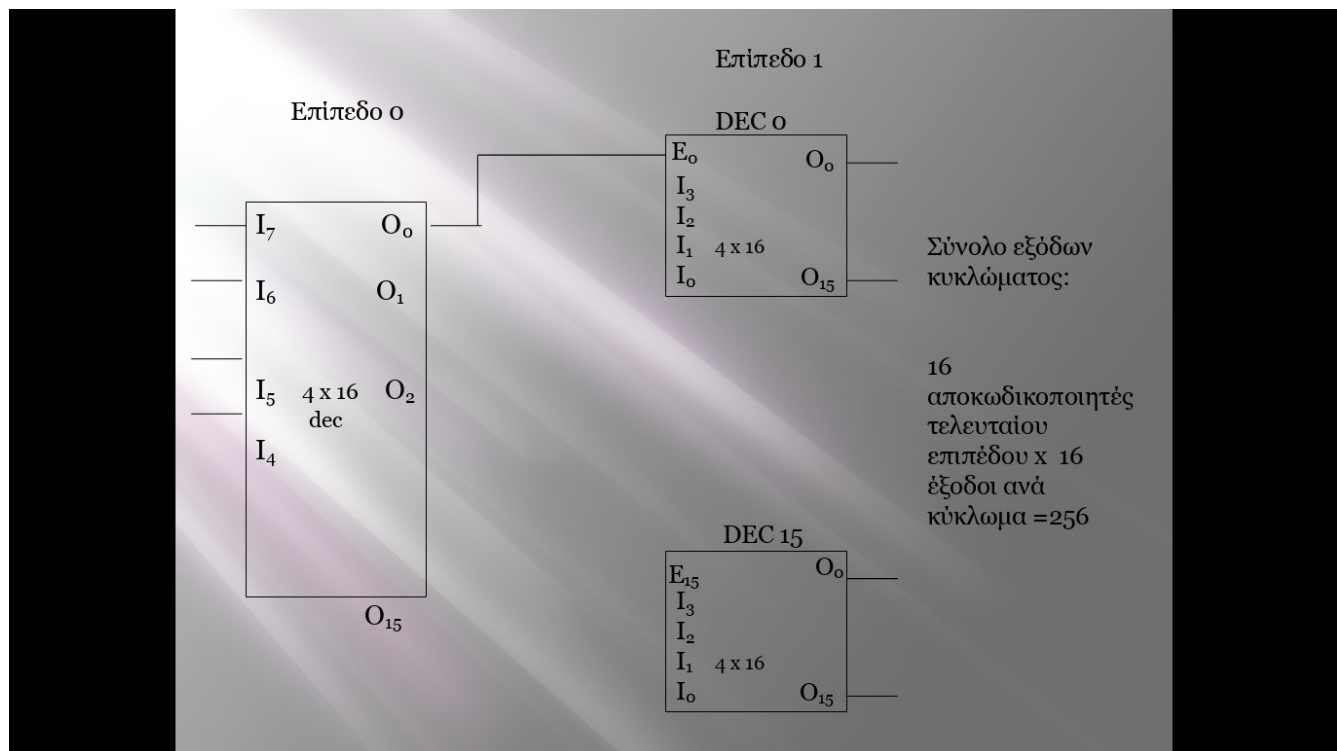 Επίπεδο 1
Επίπεδο 0
DEC 0
E₀ O₀
I₃
I₂
I₁ 4 x 16
I₀ O₁₅
I₇ O₀
I₆ O₁
I₅ 4 x 16 O₂
dec
I₄
O₁₅
Σύνολο εξόδων
κυκλώματος:
16
αποκωδικοποιητές
τελευταίου
επιπέδου x 16
έξοδοι ανά
κύκλωμα =256
DEC 15
E₁₅ O₀
I₃
I₂
I₁ 4 x 16
I₀ O₁₅